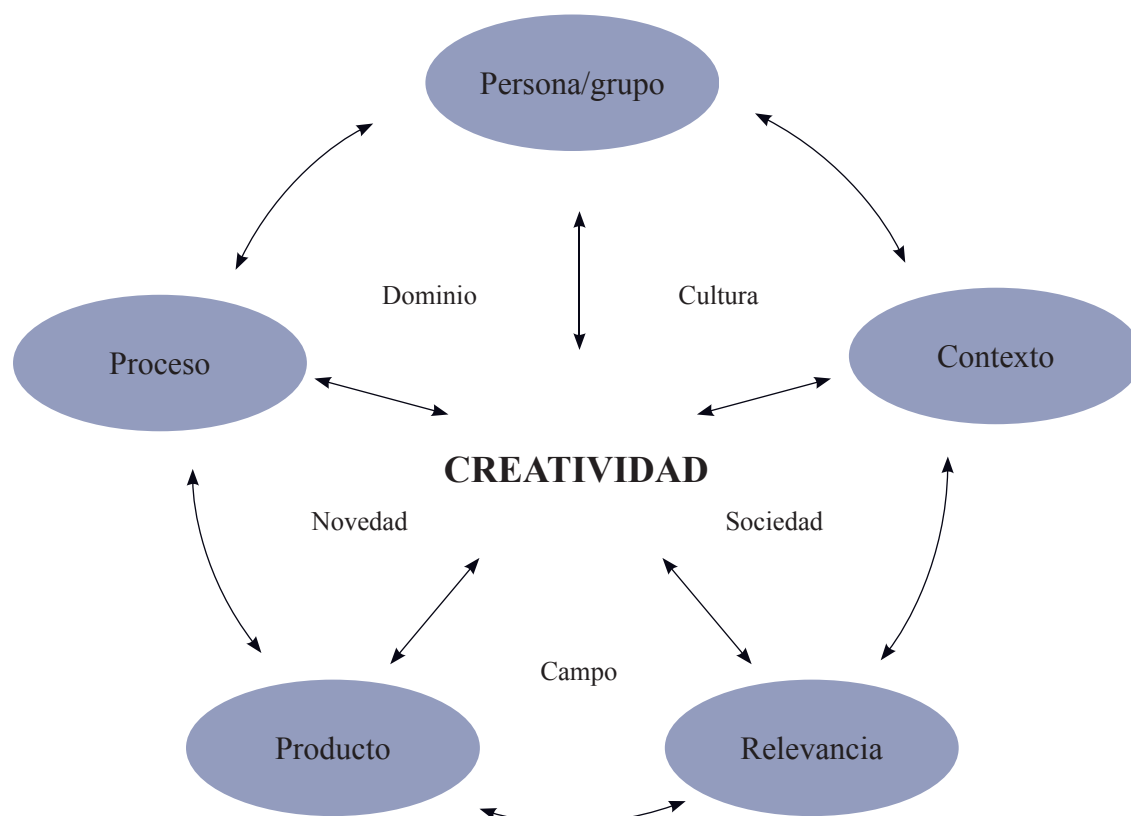 Persona/grupo
Dominio
Cultura
Proceso
Contexto
CREATIVIDAD
Novedad
Sociedad
Campo
Producto
Relevancia